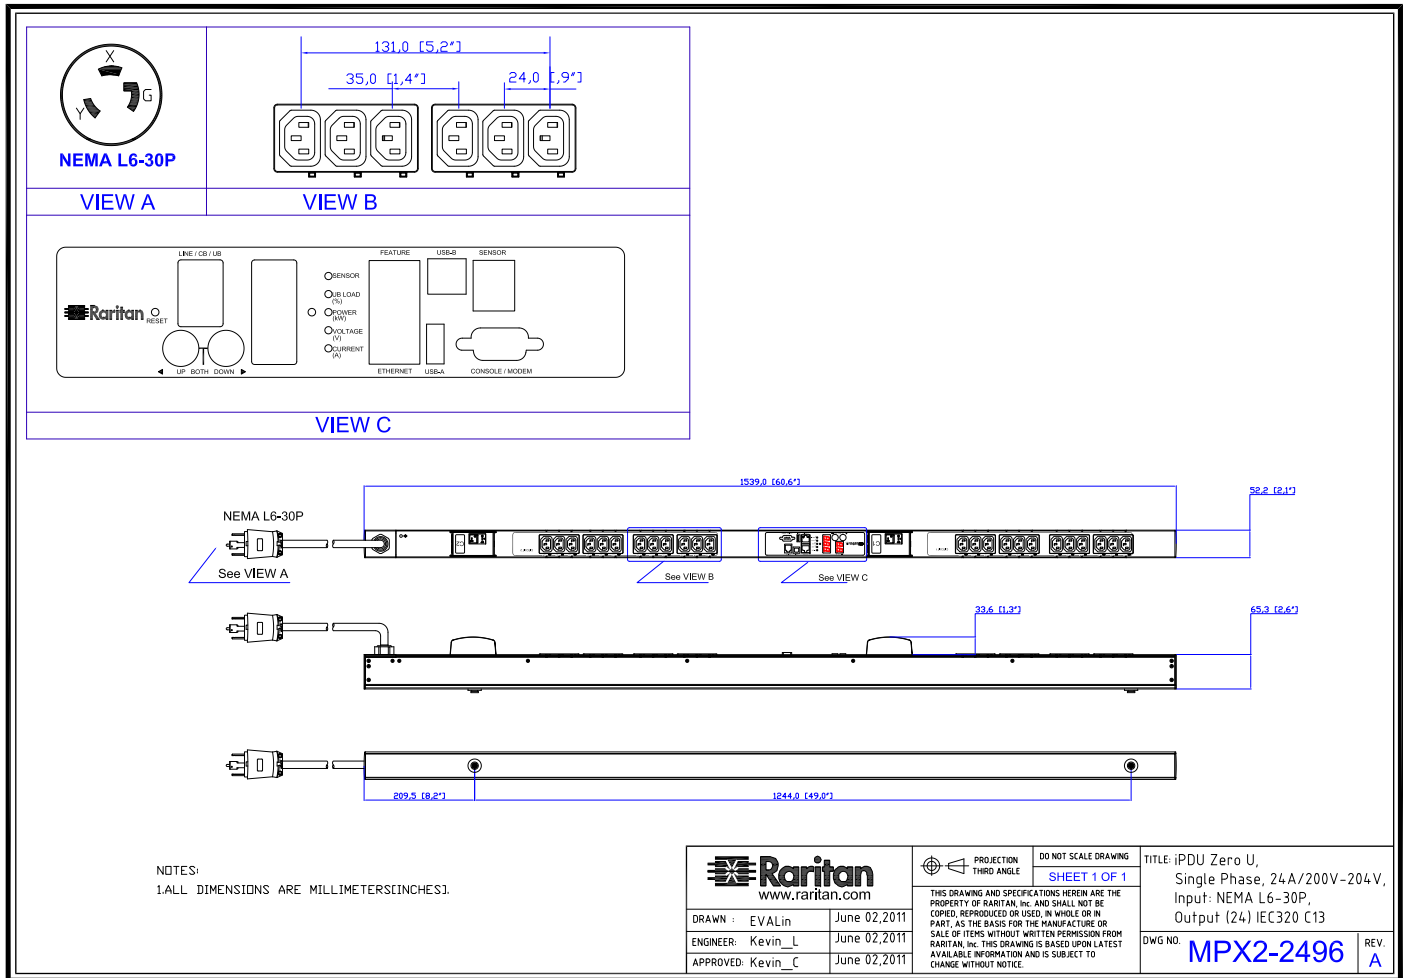 131,0 [5,2"]
35,0 [1,4"]
24,0 [,9"]
X
G
Y
NEMA L6-30P
VIEW A
VIEW B
LINE / CB / UB
FEATURE
USB-B
SENSOR
SENSOR
UB LOAD
(%)
Raritan
RESET
POWER
(kW)
VOLTAGE
(V)
CURRENT
(A)
UP BOTH DOWN
ETHERNET
USB-A
CONSOLE / MODEM
VIEW C
1539,0 [60,6"]
52,2 [2,1"]
NEMA L6-30P
See VIEW A
See VIEW B
See VIEW C
33,6 [1,3"]
65,3 [2,6"]
209,5 [8,2"]
1244,0 [49,0"]
NOTES:
1.ALL DIMENSIONS ARE MILLIMETERS[INCHES].
Raritan
www.raritan.com
DRAWN : EVALin June 02,2011
ENGINEER: Kevin_L June 02,2011
APPROVED: Kevin_C June 02,2011
PROJECTION
THIRD ANGLE
DO NOT SCALE DRAWING
SHEET 1 OF 1
THIS DRAWING AND SPECIFICATIONS HEREIN ARE THE
PROPERTY OF RARITAN, Inc. AND SHALL NOT BE
COPIED, REPRODUCED OR USED, IN WHOLE OR IN
PART, AS THE BASIS FOR THE MANUFACTURE OR
SALE OF ITEMS WITHOUT WRITTEN PERMISSION FROM
RARITAN, Inc. THIS DRAWING IS BASED UPON LATEST
AVAILABLE INFORMATION AND IS SUBJECT TO
CHANGE WITHOUT NOTICE.
TITLE: iPDU Zero U,
Single Phase, 24A/200V-204V,
Input: NEMA L6-30P,
Output (24) IEC320 C13
DWG NO. MPX2-2496
REV.
A